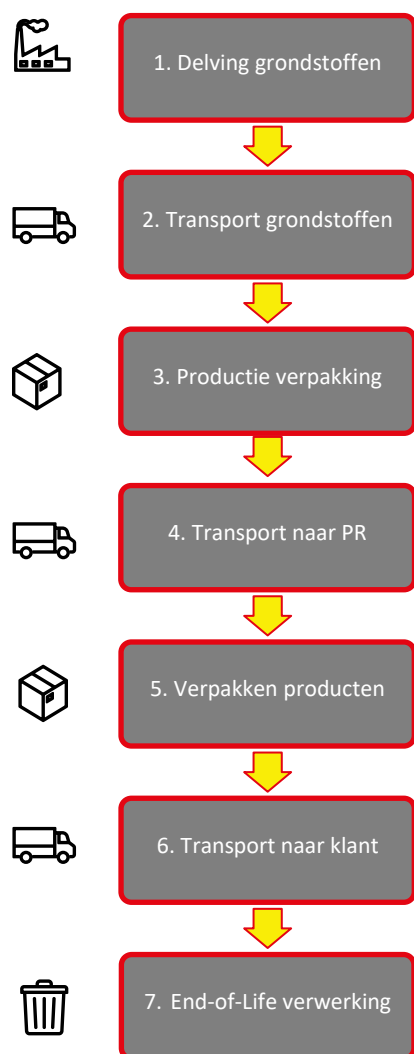 1. Delving grondstoffen
2. Transport grondstoffen
3. Productie verpakking
4. Transport naar PR
5. Verpakken producten
6. Transport naar klant
7. End-of-Life verwerking